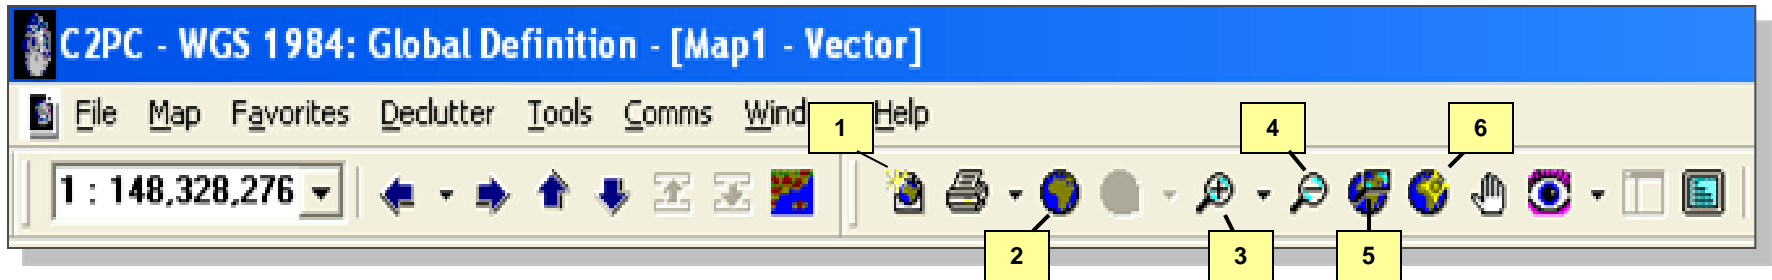 C2PC - WGS 1984: Global Definition - [Map1 - Vector]
File Map Favorites Declutter Tools Comms Wind Help
1 4 6
1 : 148,328,276
2 3 5